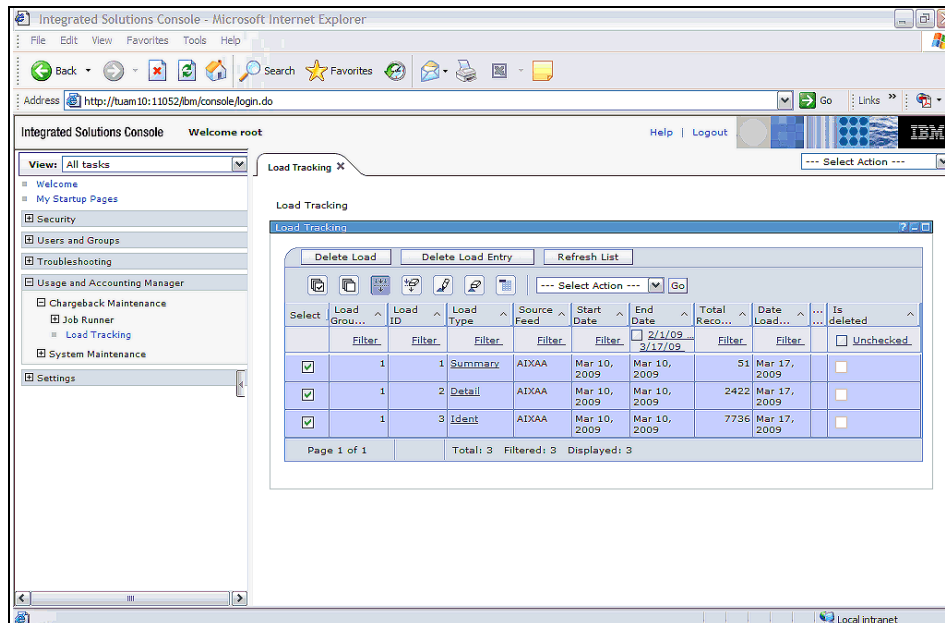 Integrated Solutions Console - Microsoft Internet Explorer
File Edit View Favorites Tools Help
Back Search Favorites
Address http://tuam10:11052/ibm/console/login.do Go Links »
Integrated Solutions Console Welcome root Help | Logout IBM
View: All tasks
Load Tracking X
--- Select Action ---
Welcome
My Startup Pages
Security
Users and Groups
Troubleshooting
Usage and Accounting Manager
Chargeback Maintenance
Job Runner
Load Tracking
System Maintenance
Settings
Load Tracking
Load Tracking
Delete Load Delete Load Entry Refresh List
--- Select Action --- Go
Select Load Grou... Load ID Load Type Source Feed Start Date End Date Total Reco... Date Load... ... ... Is deleted
Filter Filter Filter Filter Filter 2/1/09 ... 3/17/09 Filter Filter Unchecked
1 1 Summary AIXAA Mar 10, 2009 Mar 10, 2009 51 Mar 17, 2009
1 2 Detail AIXAA Mar 10, 2009 Mar 10, 2009 2422 Mar 17, 2009
1 3 Ident AIXAA Mar 10, 2009 Mar 10, 2009 7736 Mar 17, 2009
Page 1 of 1 Total: 3 Filtered: 3 Displayed: 3
Local intranet